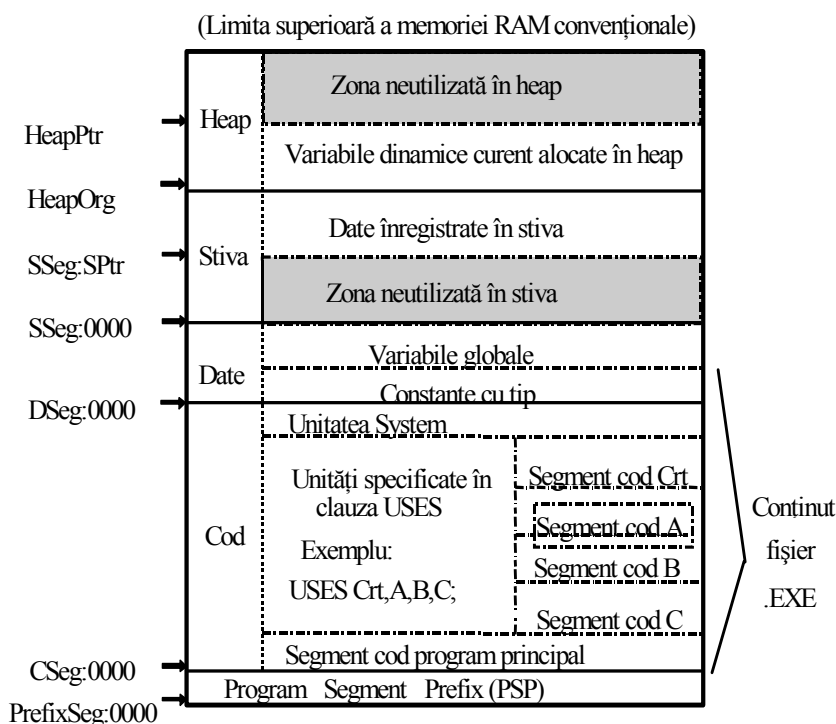 (Limita superioară a memoriei RAM convenționale)
Zona neutilizată în heap
Heap
HeapPtr
Variabile dinamice curent alocate în heap
HeapOrg
Date înregistrate în stiva
Stiva
SSeg:SPtr
Zona neutilizată în stiva
SSeg:0000
Variabile globale
Date
Constante cu tip
DSeg:0000
Unitatea System
Unități specificate în
clauza USES
Exemplu:
USES Crt,A,B,C;
Segment cod Crt
Segment cod A
Segment cod B
Segment cod C
Cod
Conținut
fişier
.EXE
Segment cod program principal
CSeg:0000
Program Segment Prefix (PSP)
PrefixSeg:0000